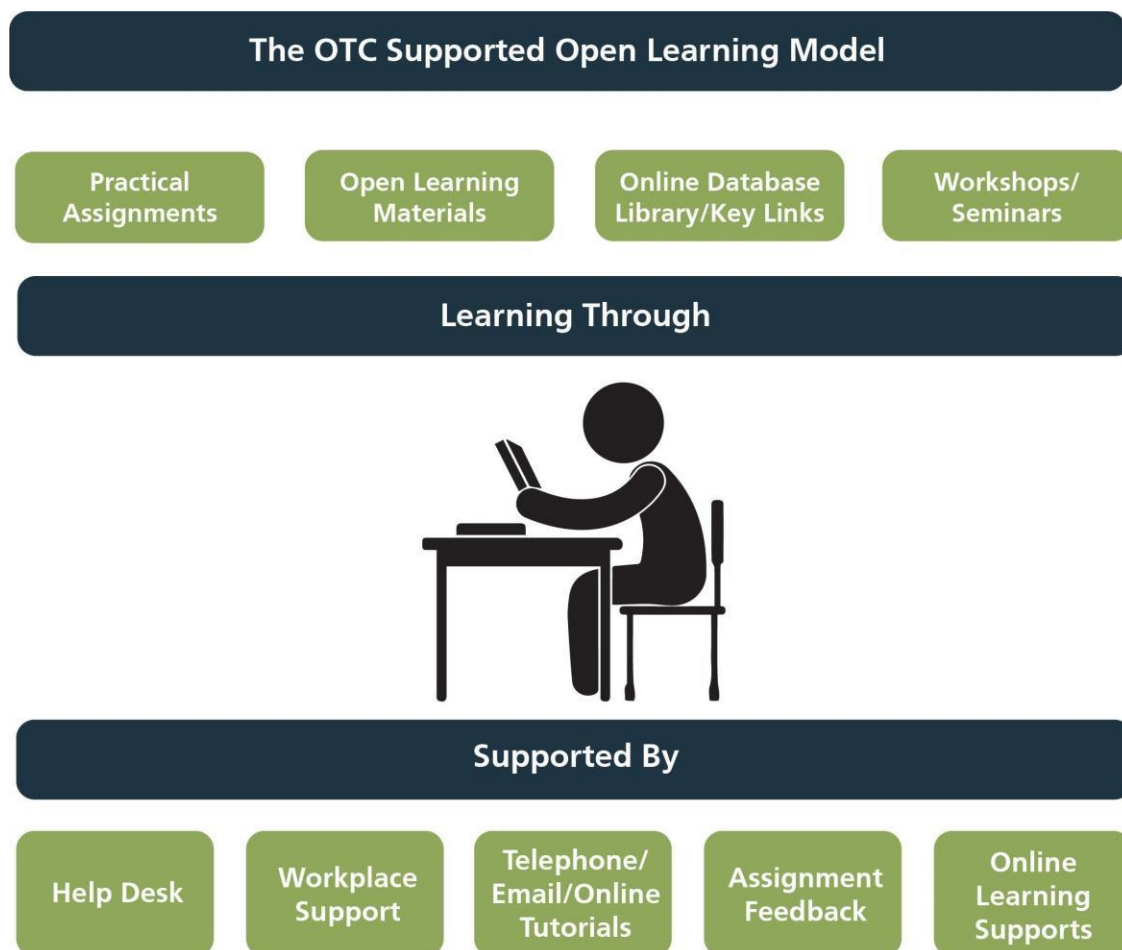 The OTC Supported Open Learning Model
Practical
Assignments
Open Learning
Materials
Online Database
Library/Key Links
Workshops/
Seminars
Learning Through
Supported By
Help Desk
Workplace
Support
Telephone/
Email/Online
Tutorials
Assignment
Feedback
Online
Learning
Supports